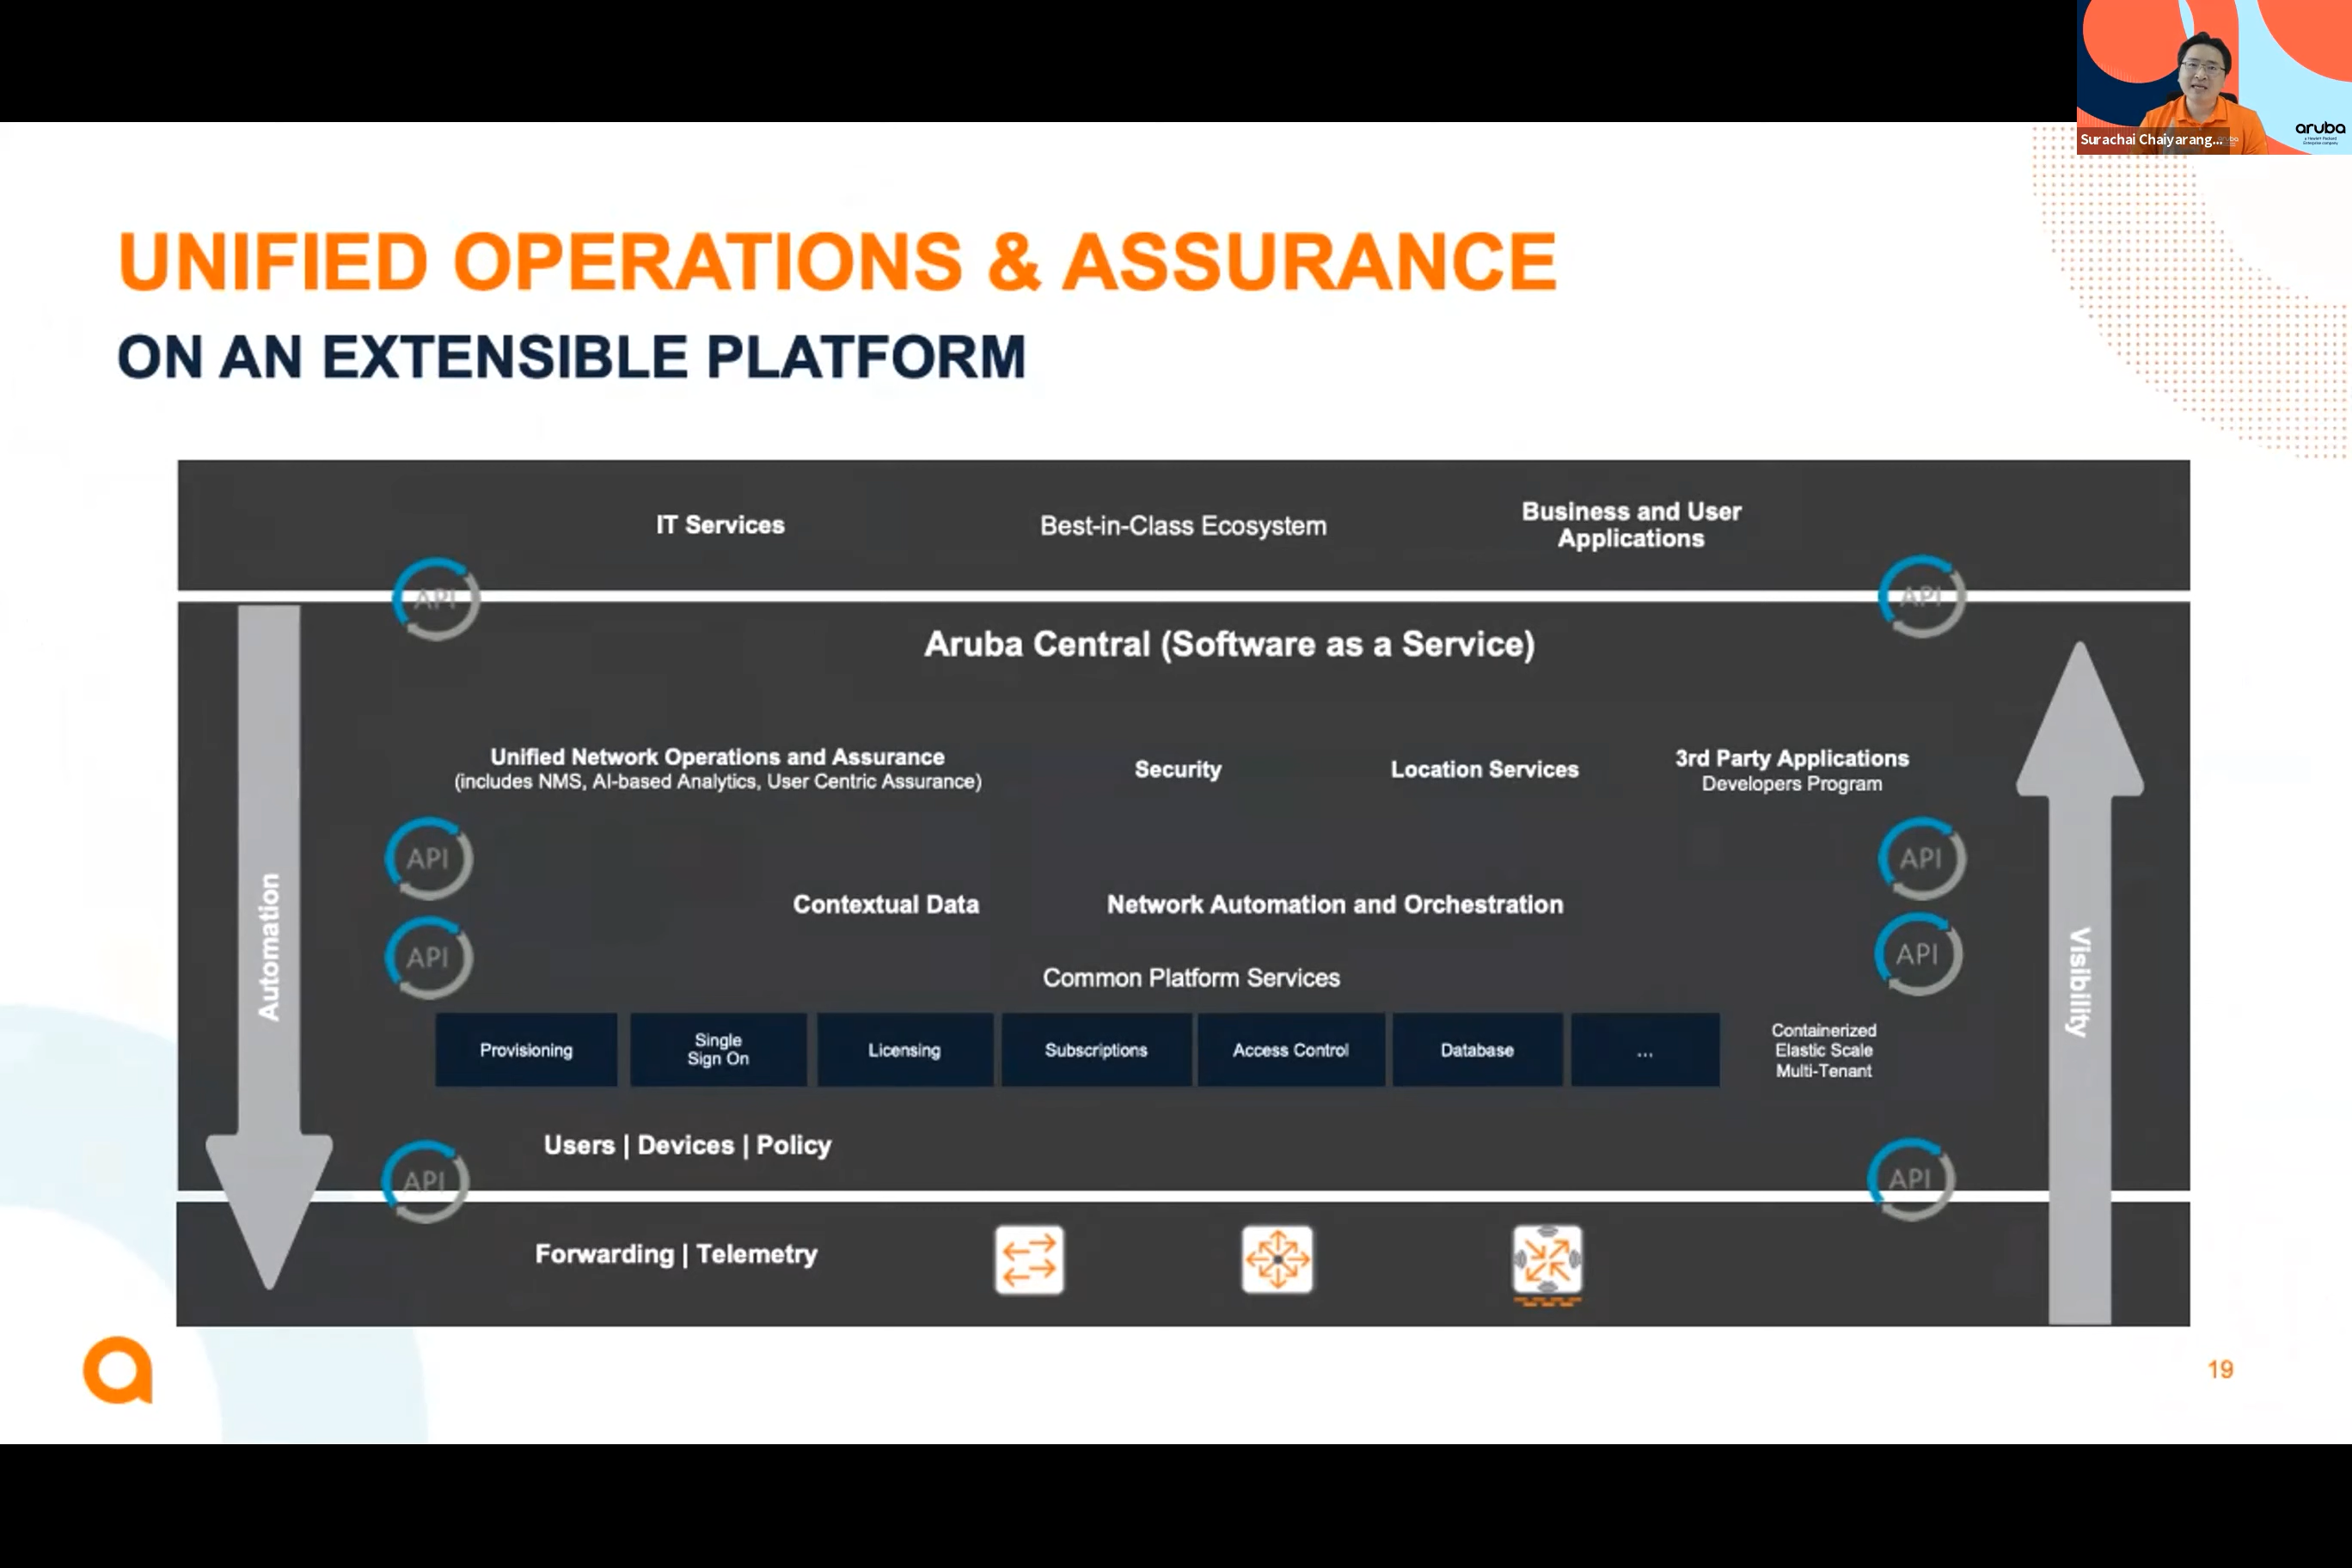 aruba
a Hewlett Packard
Enterprise company
Surachai Chaiyarang...
UNIFIED OPERATIONS & ASSURANCE
ON AN EXTENSIBLE PLATFORM
IT Services
Best-in-Class Ecosystem
Business and User
Applications
API
API
Aruba Central (Software as a Service)
Unified Network Operations and Assurance
(includes NMS, AI-based Analytics, User Centric Assurance)
Security
Location Services
3rd Party Applications
Developers Program
API
API
Automation
Contextual Data
Network Automation and Orchestration
Visibility
API
API
Common Platform Services
Provisioning
Single
Sign On
Licensing
Subscriptions
Access Control
Database
...
Containerized
Elastic Scale
Multi-Tenant
Users | Devices | Policy
API
API
Forwarding | Telemetry
19